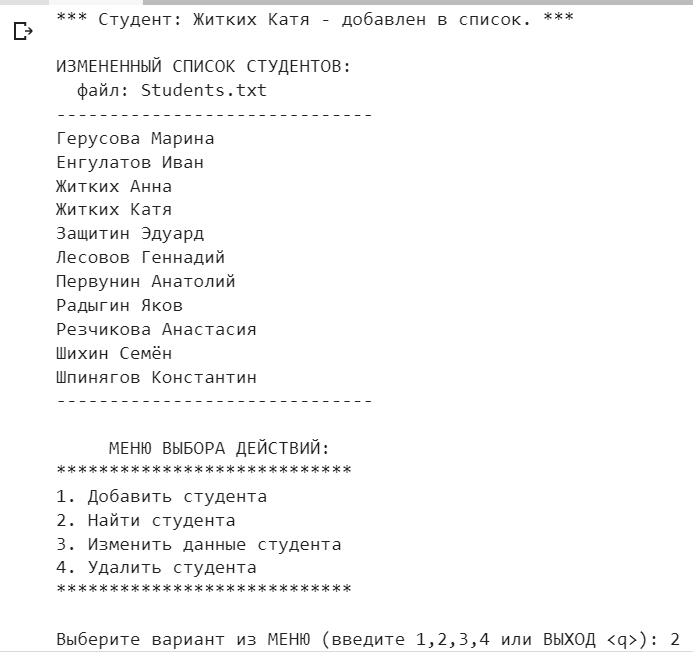 *** Студент: Житких Катя - добавлен в список. ***
ИЗМЕНЕННЫЙ СПИСОК СТУДЕНТОВ:
файл: Students.txt
------------------------------
Герусова Марина
Енгулатов Иван
Житких Анна
Житких Катя
Защитин Эдуард
Лесовов Геннадий
Первунин Анатолий
Радыгин Яков
Резчикова Анастасия
Шихин Семён
Шпинягов Константин
------------------------------
МЕНЮ ВЫБОРА ДЕЙСТВИЙ:
****************************
1. Добавить студента
2. Найти студента
3. Изменить данные студента
4. Удалить студента
****************************
Выберите вариант из МЕНЮ (введите 1,2,3,4 или ВЫХОД <q>): 2